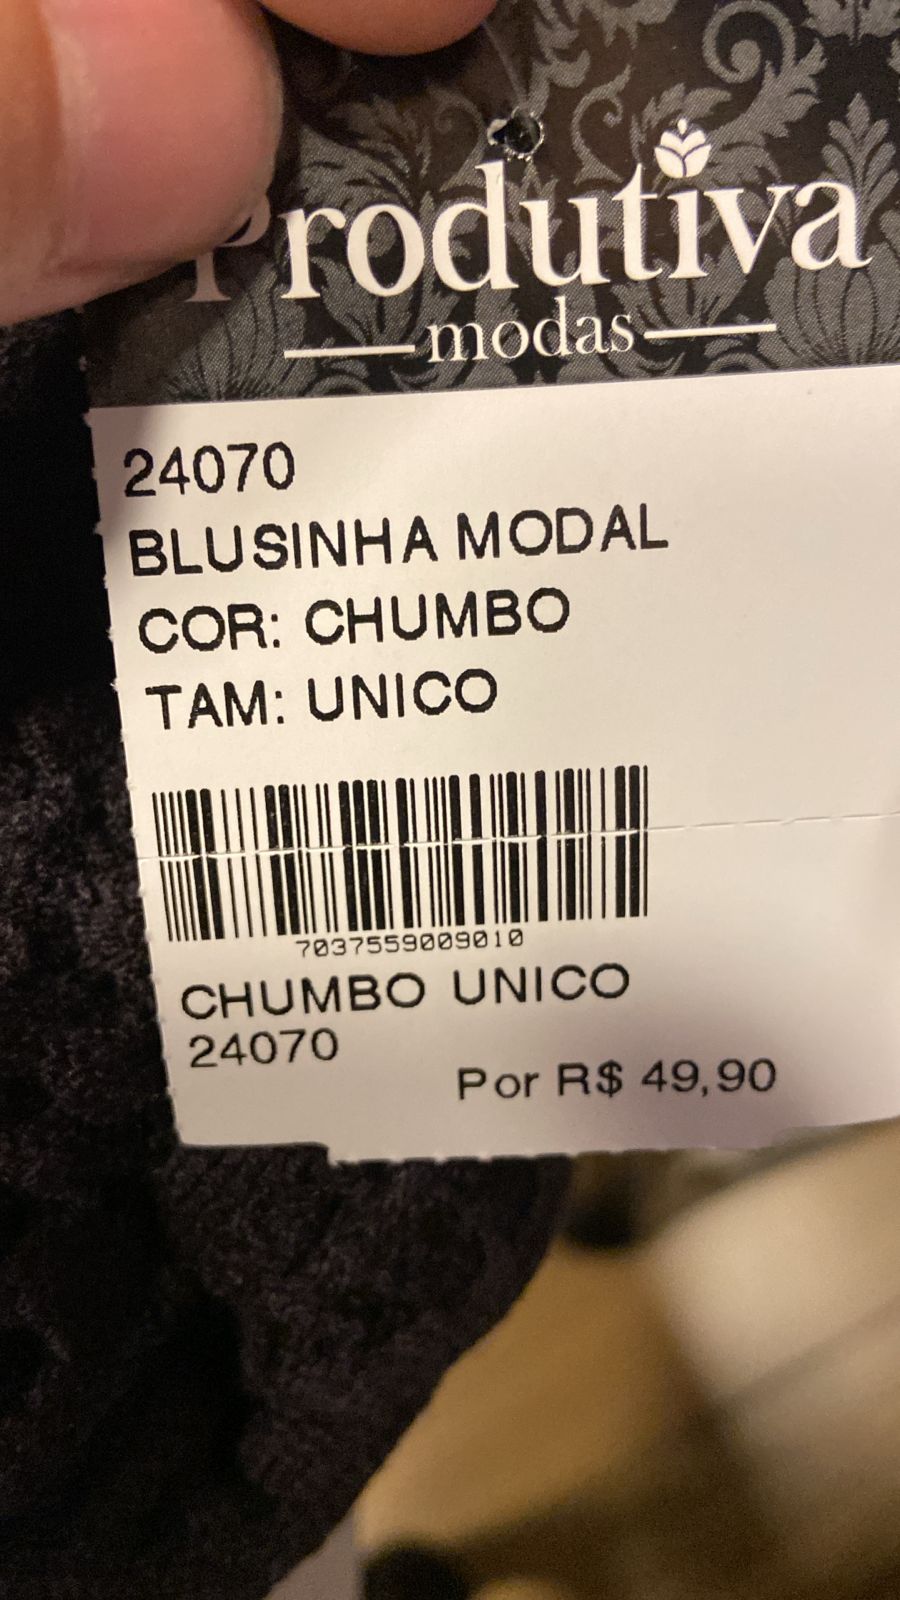 Produtiva
modas
24070
BLUSINHA MODAL
COR: CHUMBO
TAM: UNICO
7037559009010
CHUMBO UNICO
24070
Por R$ 49,90